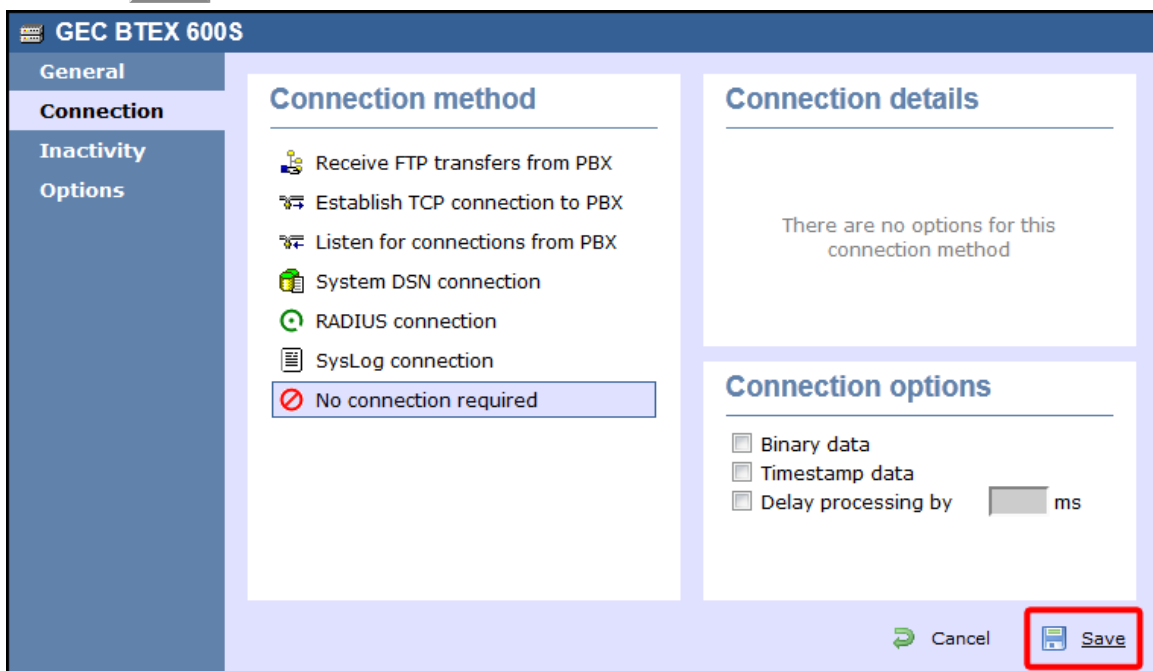 GEC BTEX 600S
General
Connection
Inactivity
Options
Connection method
Receive FTP transfers from PBX
Establish TCP connection to PBX
Listen for connections from PBX
System DSN connection
RADIUS connection
SysLog connection
No connection required
Connection details
There are no options for this
connection method
Connection options
Binary data
Timestamp data
Delay processing by ms
Cancel
Save